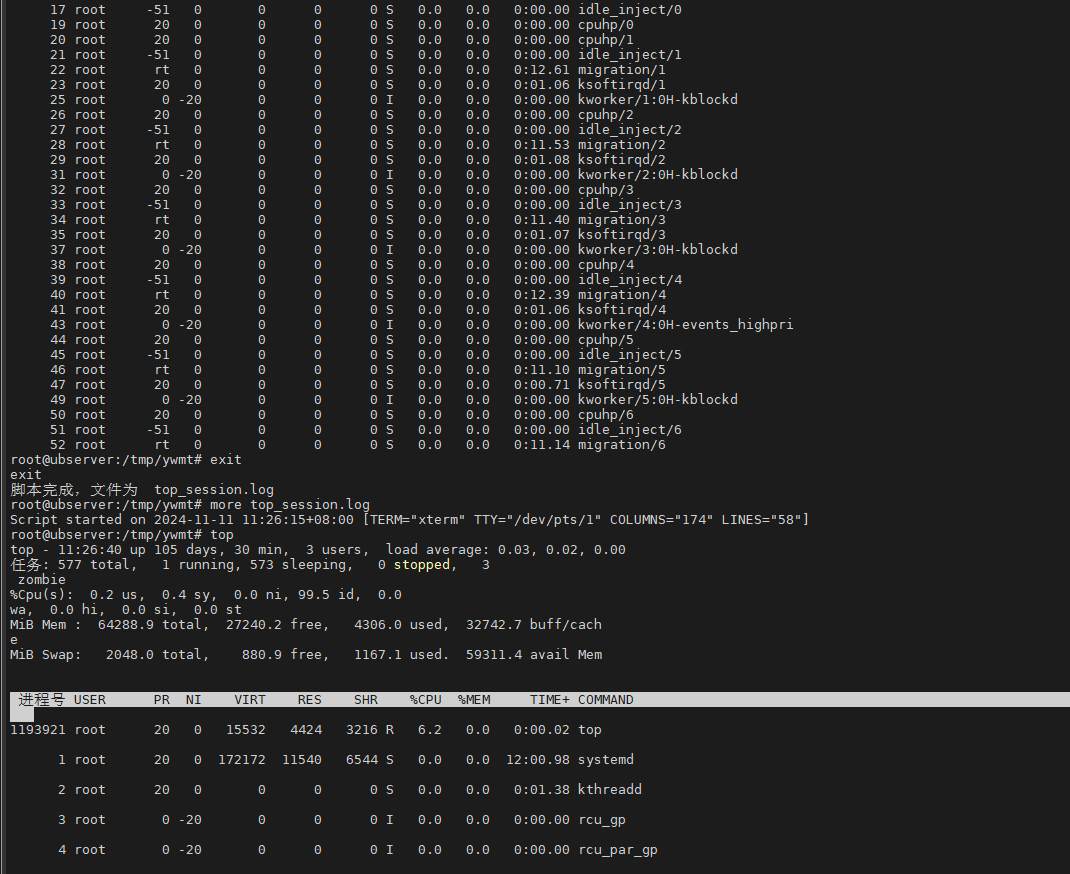 17 root -51 0 0 0 0 S 0.0 0.0 0:00.00 idle_inject/0
19 root 20 0 0 0 0 S 0.0 0.0 0:00.00 cpuhp/0
20 root 20 0 0 0 0 S 0.0 0.0 0:00.00 cpuhp/1
21 root -51 0 0 0 0 S 0.0 0.0 0:00.00 idle_inject/1
22 root rt 0 0 0 0 S 0.0 0.0 0:12.61 migration/1
23 root 20 0 0 0 0 S 0.0 0.0 0:01.06 ksoftirqd/1
25 root 0 -20 0 0 0 I 0.0 0.0 0:00.00 kworker/1:0H-kblockd
26 root 20 0 0 0 0 S 0.0 0.0 0:00.00 cpuhp/2
27 root -51 0 0 0 0 S 0.0 0.0 0:00.00 idle_inject/2
28 root rt 0 0 0 0 S 0.0 0.0 0:11.53 migration/2
29 root 20 0 0 0 0 S 0.0 0.0 0:01.08 ksoftirqd/2
31 root 0 -20 0 0 0 I 0.0 0.0 0:00.00 kworker/2:0H-kblockd
32 root 20 0 0 0 0 S 0.0 0.0 0:00.00 cpuhp/3
33 root -51 0 0 0 0 S 0.0 0.0 0:00.00 idle_inject/3
34 root rt 0 0 0 0 S 0.0 0.0 0:11.40 migration/3
35 root 20 0 0 0 0 S 0.0 0.0 0:01.07 ksoftirqd/3
37 root 0 -20 0 0 0 I 0.0 0.0 0:00.00 kworker/3:0H-kblockd
38 root 20 0 0 0 0 S 0.0 0.0 0:00.00 cpuhp/4
39 root -51 0 0 0 0 S 0.0 0.0 0:00.00 idle_inject/4
40 root rt 0 0 0 0 S 0.0 0.0 0:12.39 migration/4
41 root 20 0 0 0 0 S 0.0 0.0 0:01.06 ksoftirqd/4
43 root 0 -20 0 0 0 I 0.0 0.0 0:00.00 kworker/4:0H-events_highpri
44 root 20 0 0 0 0 S 0.0 0.0 0:00.00 cpuhp/5
45 root -51 0 0 0 0 S 0.0 0.0 0:00.00 idle_inject/5
46 root rt 0 0 0 0 S 0.0 0.0 0:11.10 migration/5
47 root 20 0 0 0 0 S 0.0 0.0 0:00.71 ksoftirqd/5
49 root 0 -20 0 0 0 I 0.0 0.0 0:00.00 kworker/5:0H-kblockd
50 root 20 0 0 0 0 S 0.0 0.0 0:00.00 cpuhp/6
51 root -51 0 0 0 0 S 0.0 0.0 0:00.00 idle_inject/6
52 root rt 0 0 0 0 S 0.0 0.0 0:11.14 migration/6
root@ubserver:/tmp/ywmt# exit
exit
脚本完成，文件为 top_session.log
root@ubserver:/tmp/ywmt# more top_session.log
Script started on 2024-11-11 11:26:15+08:00 [TERM="xterm" TTY="/dev/pts/1" COLUMNS="174" LINES="58"]
root@ubserver:/tmp/ywmt# top
top - 11:26:40 up 105 days, 30 min, 3 users, load average: 0.03, 0.02, 0.00
任务: 577 total, 1 running, 573 sleeping, 0 stopped, 3
zombie
%Cpu(s): 0.2 us, 0.4 sy, 0.0 ni, 99.5 id, 0.0
wa, 0.0 hi, 0.0 si, 0.0 st
MiB Mem : 64288.9 total, 27240.2 free, 4306.0 used, 32742.7 buff/cach
e
MiB Swap: 2048.0 total, 880.9 free, 1167.1 used. 59311.4 avail Mem
进程号 USER PR NI VIRT RES SHR %CPU %MEM TIME+ COMMAND
1193921 root 20 0 15532 4424 3216 R 6.2 0.0 0:00.02 top
1 root 20 0 172172 11540 6544 S 0.0 0.0 12:00.98 systemd
2 root 20 0 0 0 0 S 0.0 0.0 0:01.38 kthreadd
3 root 0 -20 0 0 0 I 0.0 0.0 0:00.00 rcu_gp
4 root 0 -20 0 0 0 I 0.0 0.0 0:00.00 rcu_par_gp